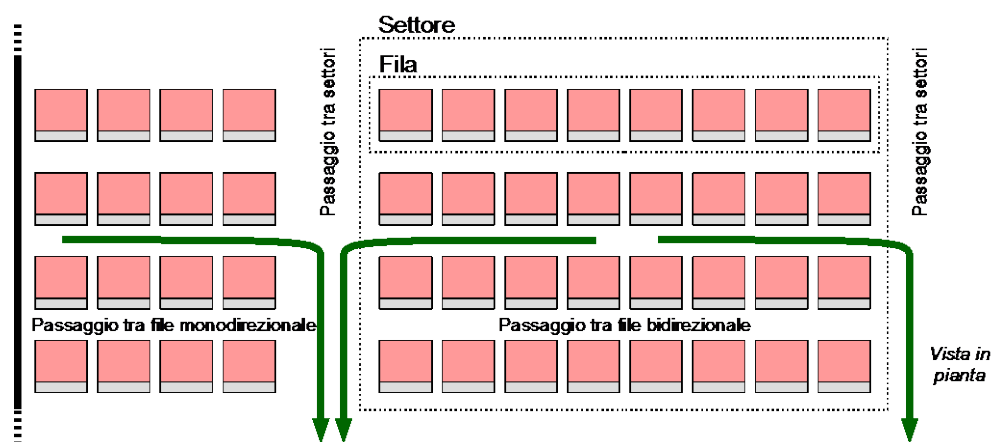 Settore
Fila
Passaggio tra settori
Passaggio tra settori
Passaggio tra file monodirezionale
Passaggio tra file bidirezionale
Vista in
pianta